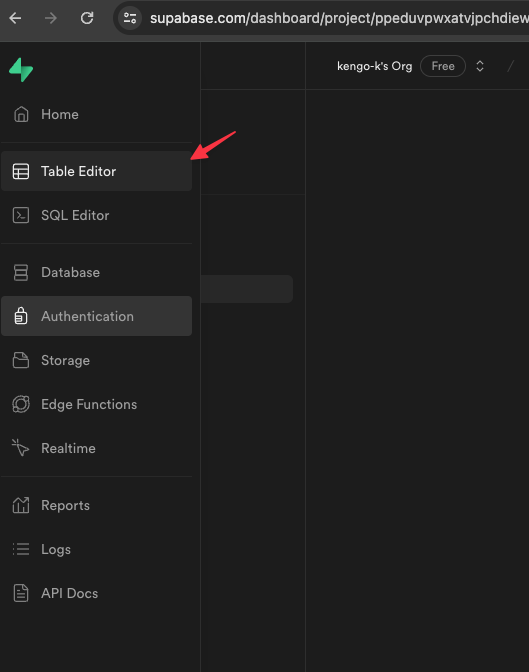 supabase.com/dashboard/project/ppeduvpwxatvjpchdiew
kengo-k's Org Free /
Home
Table Editor
SQL Editor
Database
Authentication
Storage
Edge Functions
Realtime
Reports
Logs
API Docs